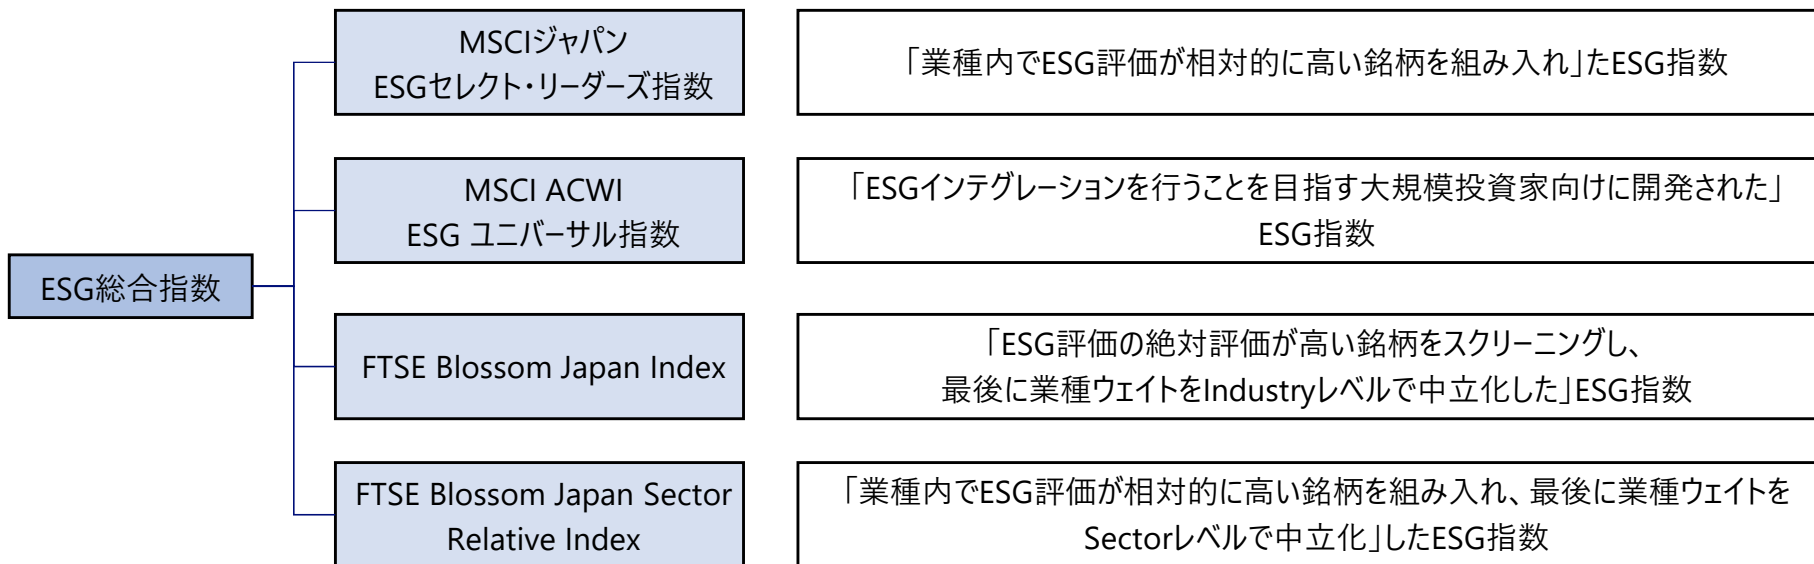 MSCIジャパン
ESGセレクト・リーダーズ指数
「業種内でESG評価が相対的に高い銘柄を組み入れ」たESG指数
MSCI ACWI
ESG ユニバーサル指数
「ESGインテグレーションを行うことを目指す大規模投資家向けに開発された」
ESG指数
ESG総合指数
FTSE Blossom Japan Index
「ESG評価の絶対評価が高い銘柄をスクリーニングし、
最後に業種ウェイトをIndustryレベルで中立化した」ESG指数
FTSE Blossom Japan Sector
Relative Index
「業種内でESG評価が相対的に高い銘柄を組み入れ、最後に業種ウェイトを
Sectorレベルで中立化」したESG指数